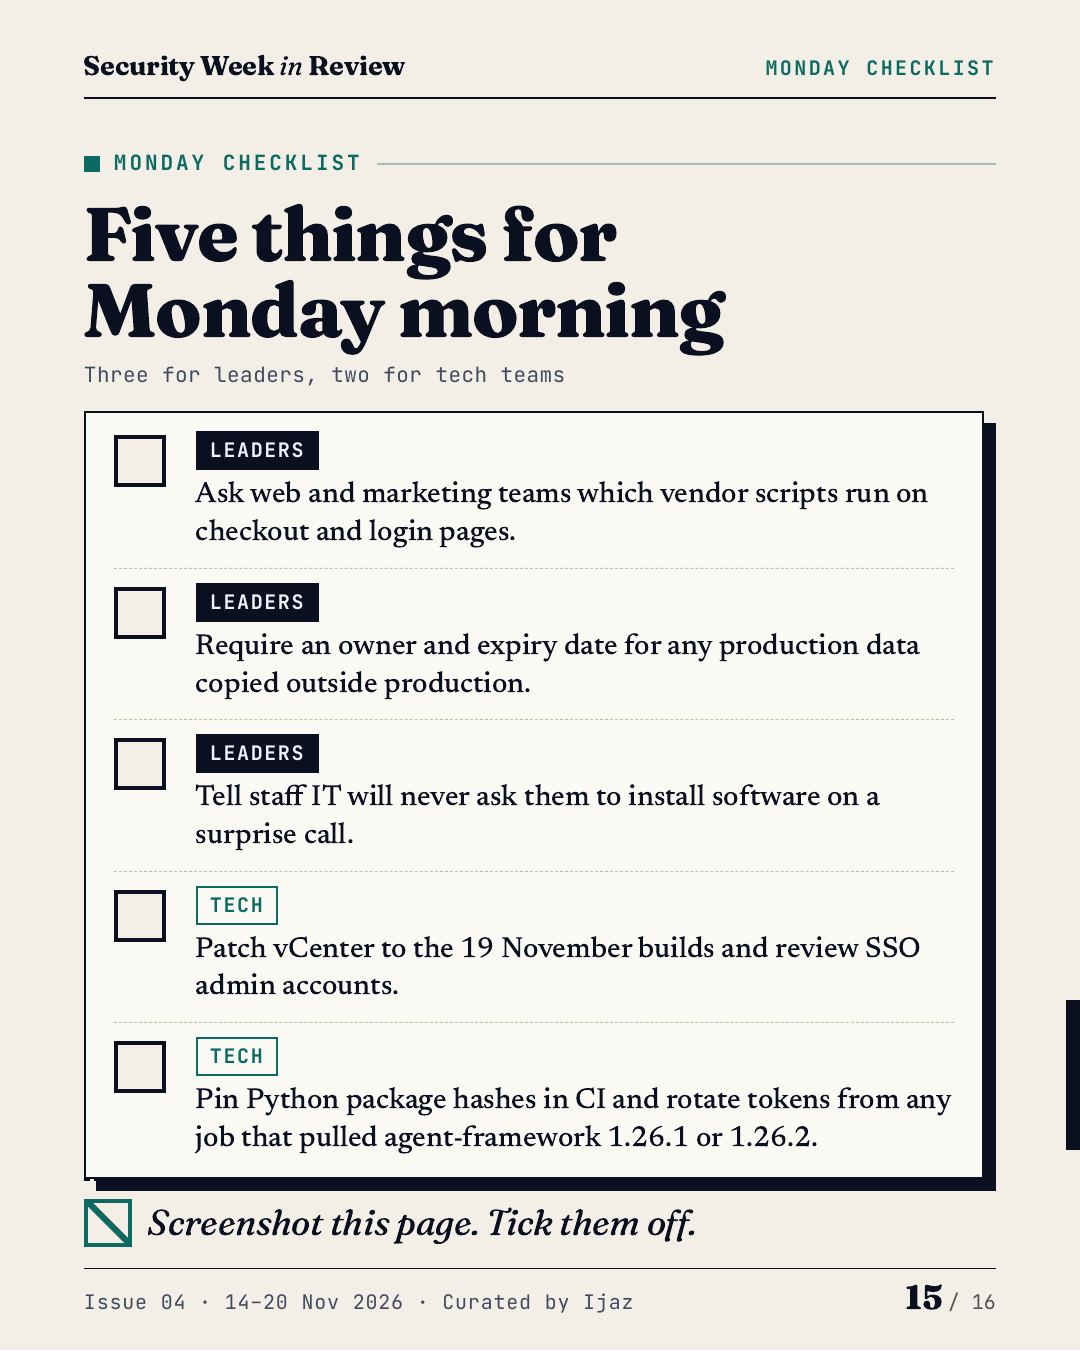 Security Week in Review
MONDAY CHECKLIST
MONDAY CHECKLIST
Five things for
Monday morning
Three for leaders, two for tech teams
LEADERS
Ask web and marketing teams which vendor scripts run on
checkout and login pages.
LEADERS
Require an owner and expiry date for any production data
copied outside production.
LEADERS
Tell staff IT will never ask them to install software on a
surprise call.
TECH
Patch vCenter to the 19 November builds and review SSO
admin accounts.
TECH
Pin Python package hashes in CI and rotate tokens from any
job that pulled agent-framework 1.26.1 or 1.26.2.
Screenshot this page. Tick them off.
Issue 04 · 14–20 Nov 2026 · Curated by Ijaz
15 / 16